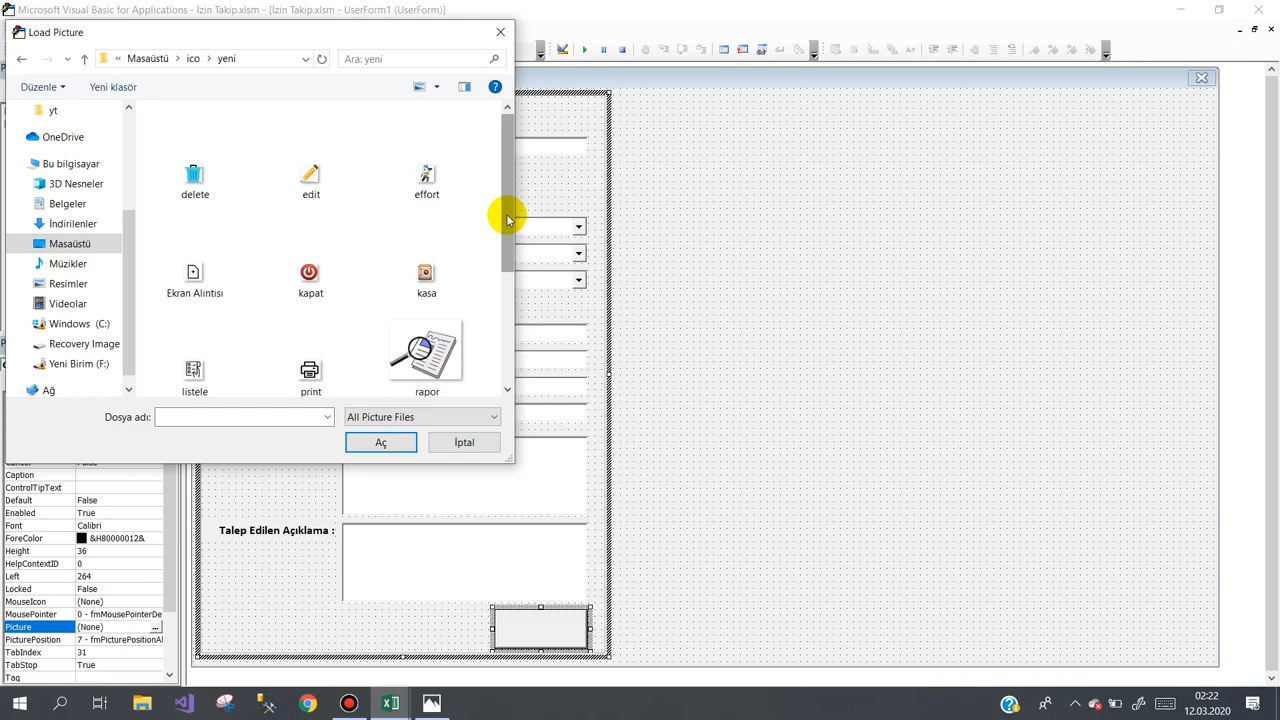 Microsoft Visual Basic for Applications - İzin Takip.xlsm - [İzin Takip.xlsm - UserForm1 (UserForm)]
Load Picture
Masaüstü
ico
yeni
Ara: yeni
Düzenle
Yeni klasör
yt
OneDrive
Bu bilgisayar
3D Nesneler
Belgeler
İndirilenler
Masaüstü
Müzikler
Resimler
Videolar
Windows (C:)
Recovery Image
Yeni Birim (F:)
Ağ
delete
edit
effort
Ekran Alıntısı
kapat
kasa
listele
print
rapor
Dosya adı:
All Picture Files
Aç
İptal
Caption
ControlTipText
Default False
Enabled True
Font Calibri
ForeColor &H80000012&
Height 36
HelpContextID 0
Left 264
Locked False
MouseIcon (None)
MousePointer 0 - fmMousePointerDe
Picture (None) ...
PicturePosition 7 - fmPicturePositionAl
TabIndex 31
TabStop True
Tag
Talep Edilen Açıklama :
02:22
12.03.2020